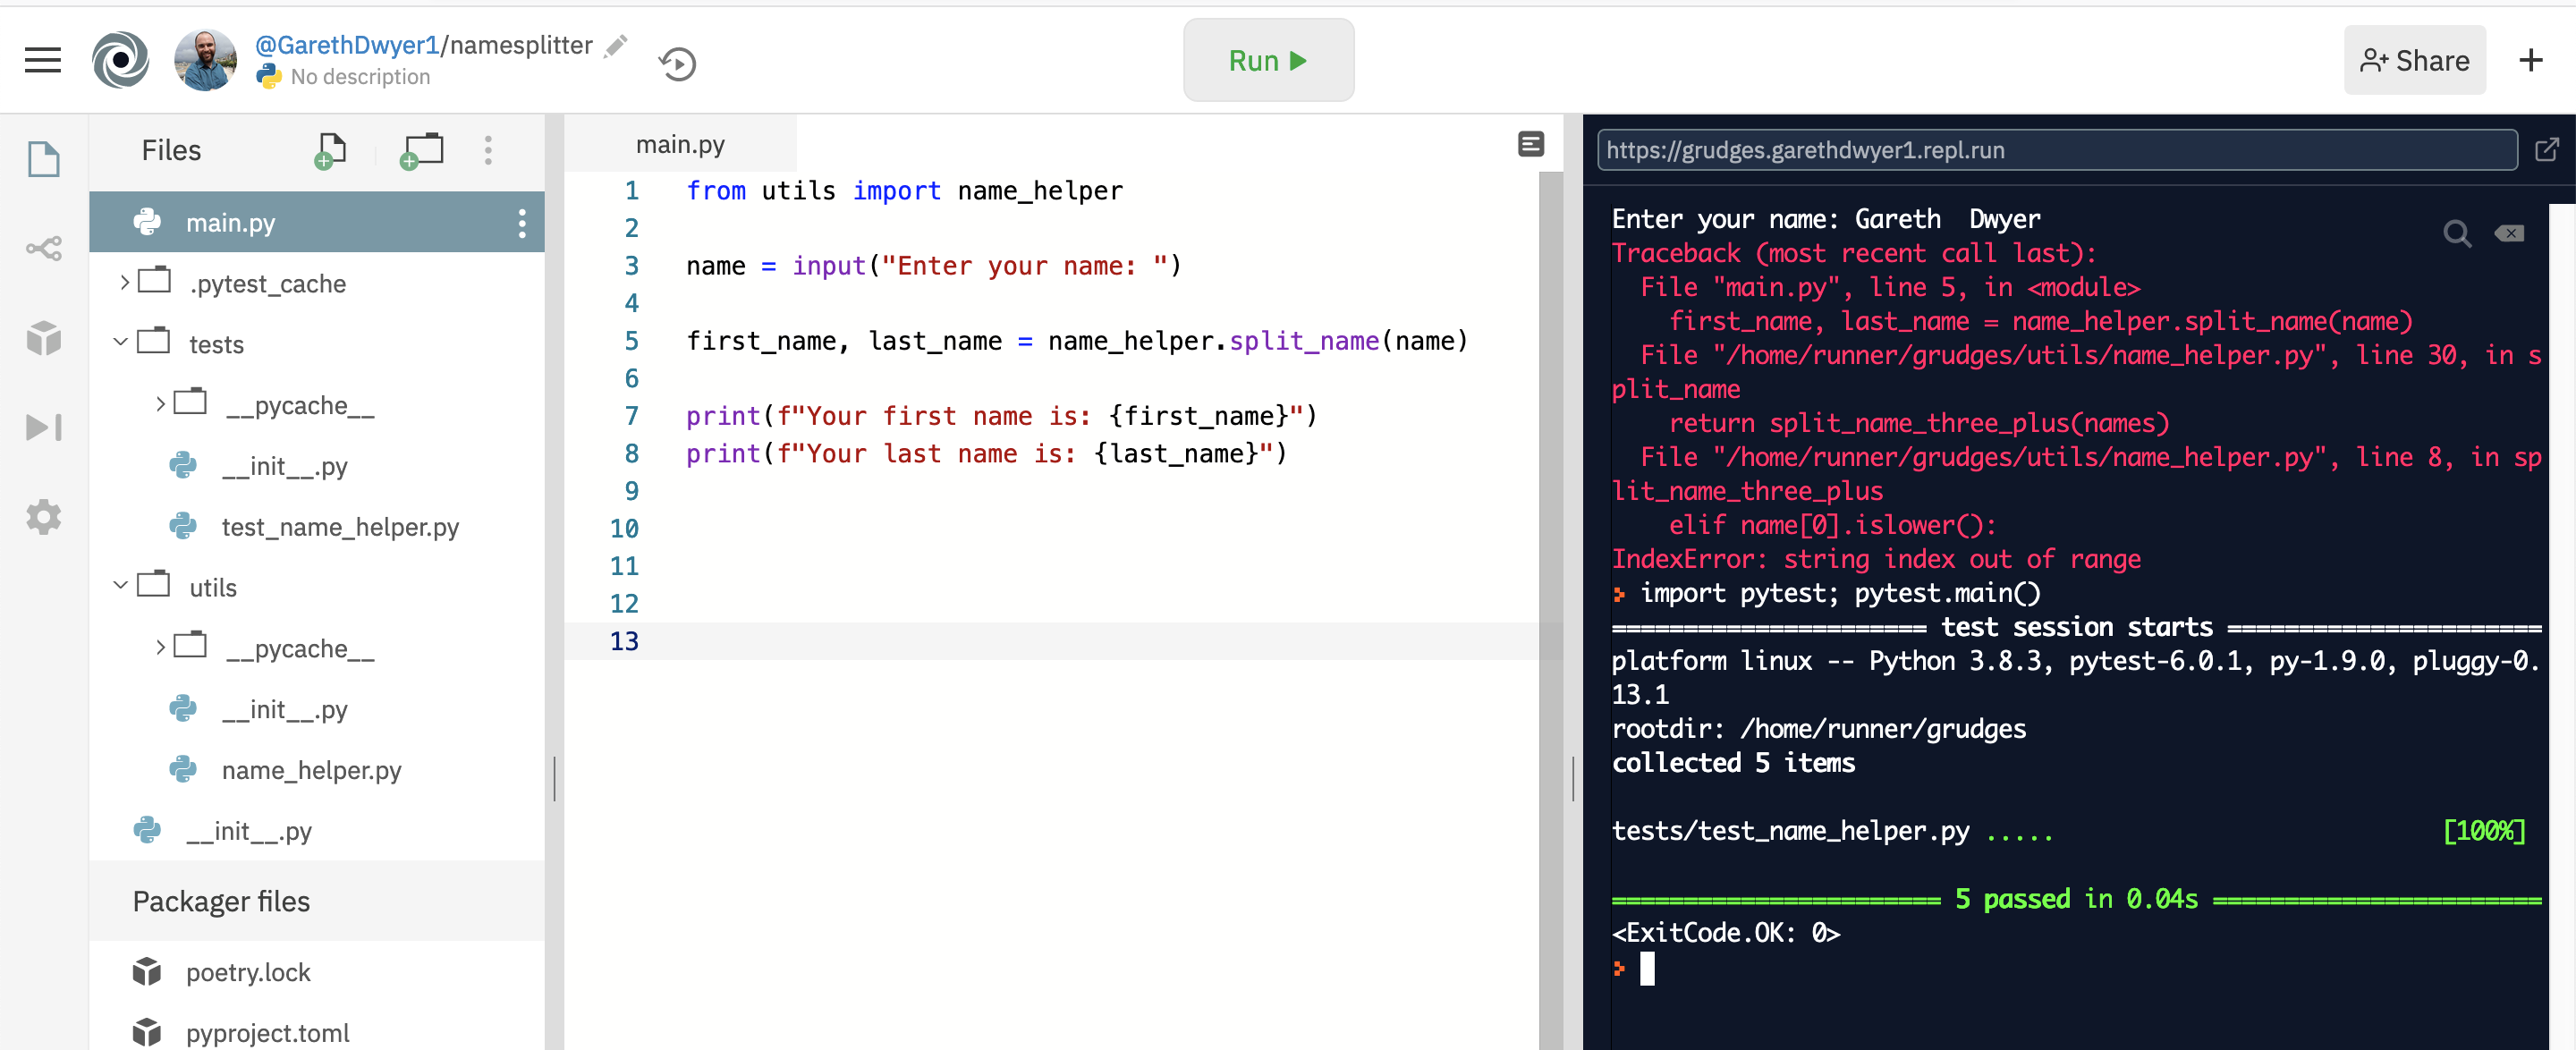 @GarethDwyer1/namesplitter
No description
Run
Share
Files
main.py
.pytest_cache
tests
__pycache__
__init__.py
test_name_helper.py
utils
__pycache__
__init__.py
name_helper.py
__init__.py
Packager files
poetry.lock
pyproject.toml
main.py
1 from utils import name_helper
2
3 name = input("Enter your name: ")
4
5 first_name, last_name = name_helper.split_name(name)
6
7 print(f"Your first name is: {first_name}")
8 print(f"Your last name is: {last_name}")
9
10
11
12
13
https://grudges.garethdwyer1.repl.run
Enter your name: Gareth  Dwyer
Traceback (most recent call last):
  File "main.py", line 5, in <module>
    first_name, last_name = name_helper.split_name(name)
  File "/home/runner/grudges/utils/name_helper.py", line 30, in s
plit_name
    return split_name_three_plus(names)
  File "/home/runner/grudges/utils/name_helper.py", line 8, in sp
lit_name_three_plus
    elif name[0].islower():
IndexError: string index out of range
> import pytest; pytest.main()
====================== test session starts ======================
platform linux -- Python 3.8.3, pytest-6.0.1, py-1.9.0, pluggy-0.
13.1
rootdir: /home/runner/grudges
collected 5 items
tests/test_name_helper.py ..... [100%]
======================= 5 passed in 0.04s =======================
<ExitCode.OK: 0>
>